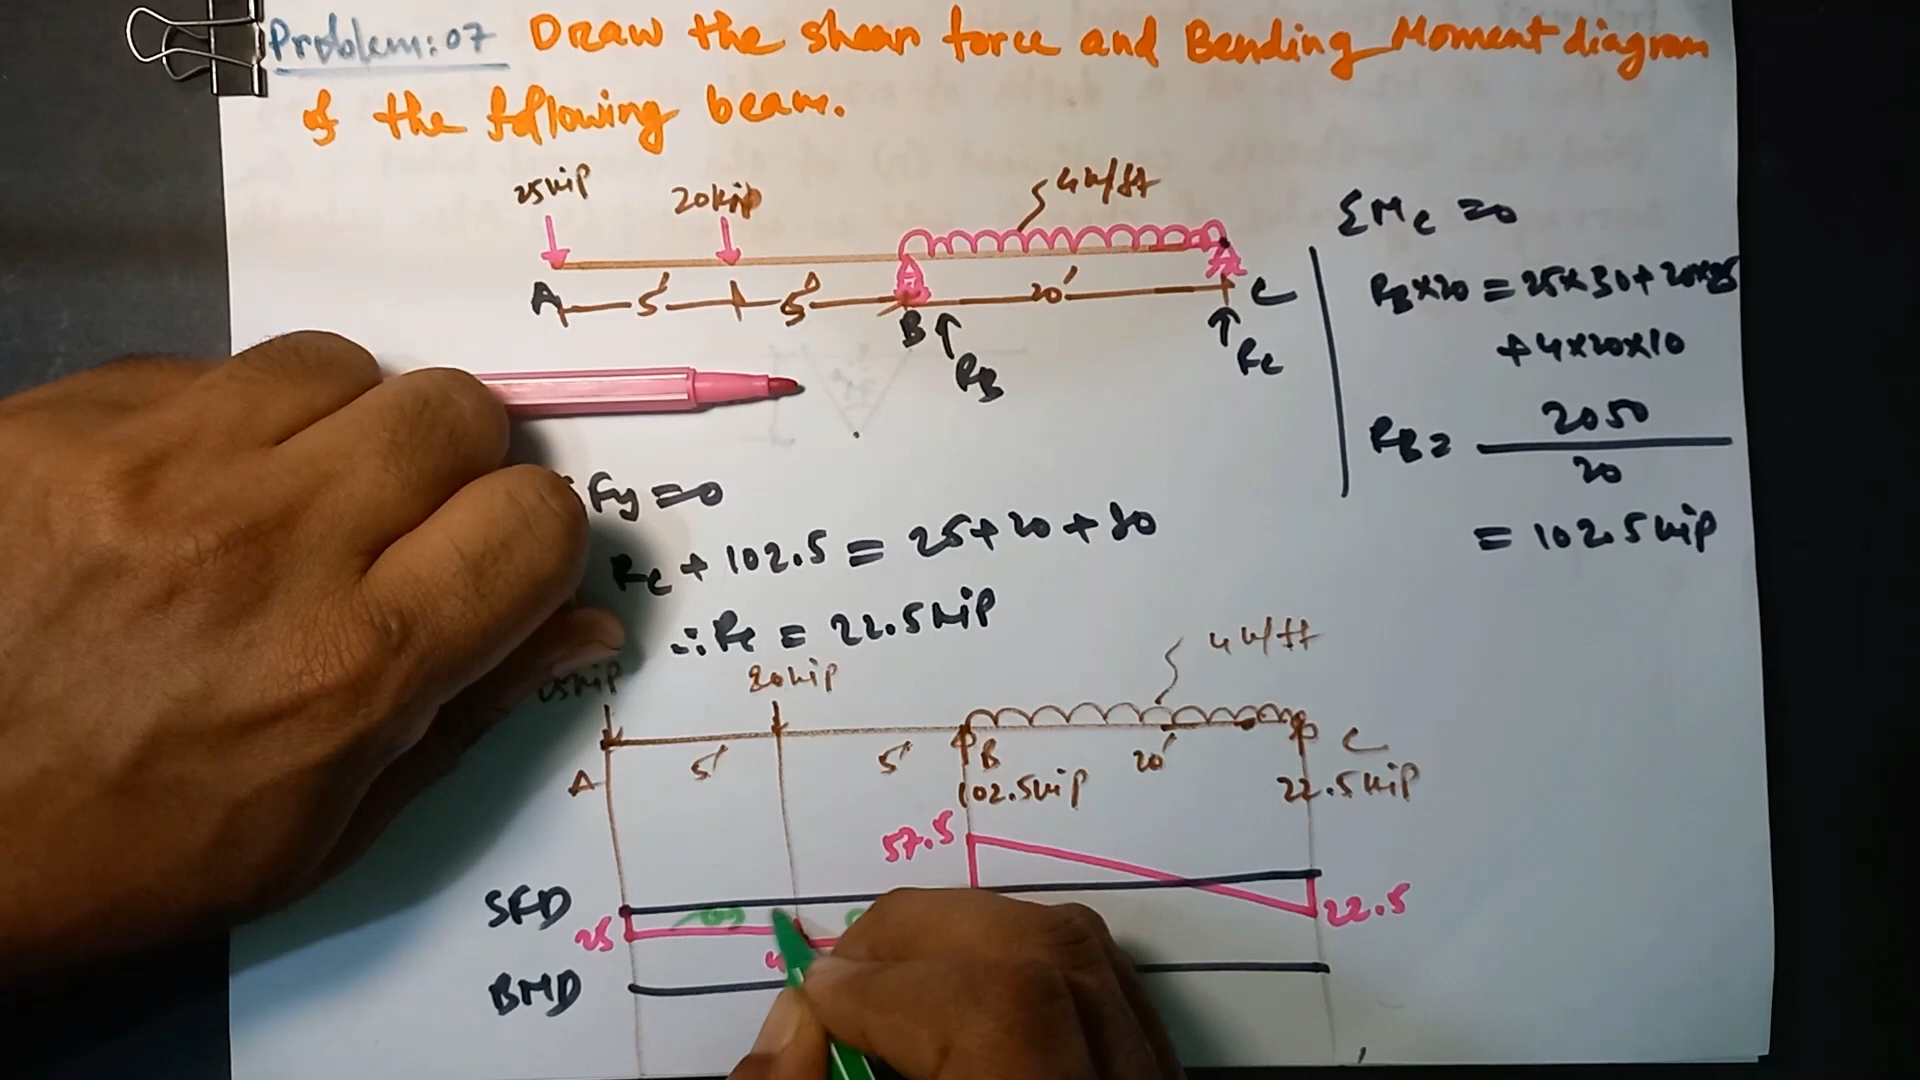 Problem: 07 Draw the shear force and Bending Moment diagram
of the following beam.
25kip 20kip 4k/ft
A 5' 5' B 20' C
RB RC
ΣMc = 0
RB×20 = 25×30+20×25
+4×20×10
RB = 2050
20
= 102.5 kip
Fy = 0
Rc + 102.5 = 25+20+80
∴ Rc = 22.5 kip
20kip 4k/ft
A 5' 5' B 20' C
102.5kip 22.5kip
57.5
SFD
25
22.5
BMD